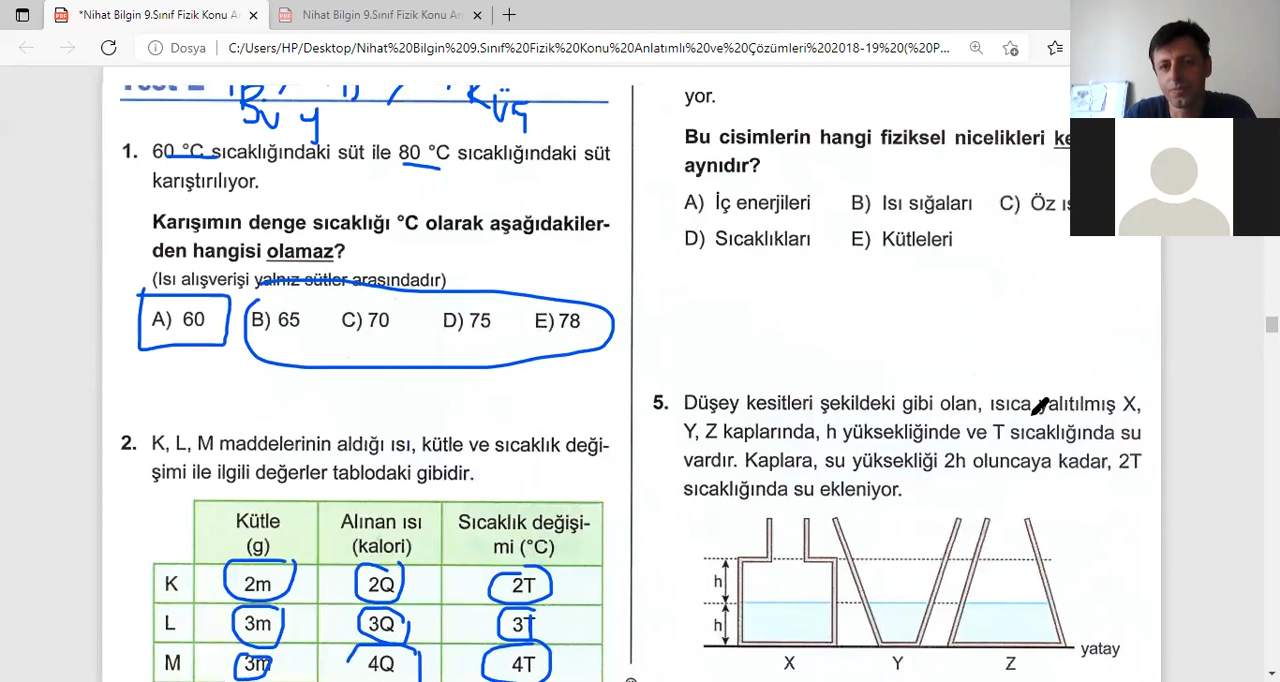 *Nihat Bilgin 9.Sınıf Fizik Konu A
Nihat Bilgin 9.Sınıf Fizik Konu An
Dosya
C:/Users/HP/Desktop/Nihat%20Bilgin%209.Sınıf%20Fizik%20Konu%20Anlatımlı%20ve%20Çözümleri%202018-19%20(%20P...
1. 60 °C sıcaklığındaki süt ile 80 °C sıcaklığındaki süt
karıştırılıyor.
Karışımın denge sıcaklığı °C olarak aşağıdakiler-
den hangisi olamaz?
(Isı alışverişi yalnız sütler arasındadır)
A) 60 B) 65 C) 70 D) 75 E) 78
2. K, L, M maddelerinin aldığı ısı, kütle ve sıcaklık deği-
şimi ile ilgili değerler tablodaki gibidir.
Kütle (g) Alınan ısı (kalori) Sıcaklık değişi-mi (°C)
K 2m 2Q 2T
L 3m 3Q 3T
M 3m 4Q 4T
yor.
Bu cisimlerin hangi fiziksel nicelikleri ke
aynıdır?
A) İç enerjileri B) Isı sığaları C) Öz ıs
D) Sıcaklıkları E) Kütleleri
5. Düşey kesitleri şekildeki gibi olan, ısıca yalıtılmış X,
Y, Z kaplarında, h yüksekliğinde ve T sıcaklığında su
vardır. Kaplara, su yüksekliği 2h oluncaya kadar, 2T
sıcaklığında su ekleniyor.
h
h
yatay
X Y Z